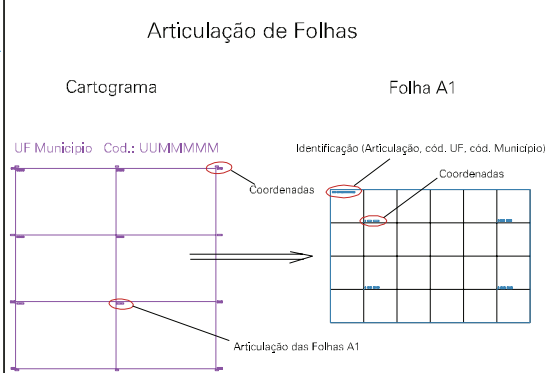 Articulação de Folhas
Cartograma
Folha A1
UF Municipio Cod.: UUMMMMM
Identificação (Articulação, cód. UF, cód. Município)
Coordenadas
Coordenadas
Articulação das Folhas A1